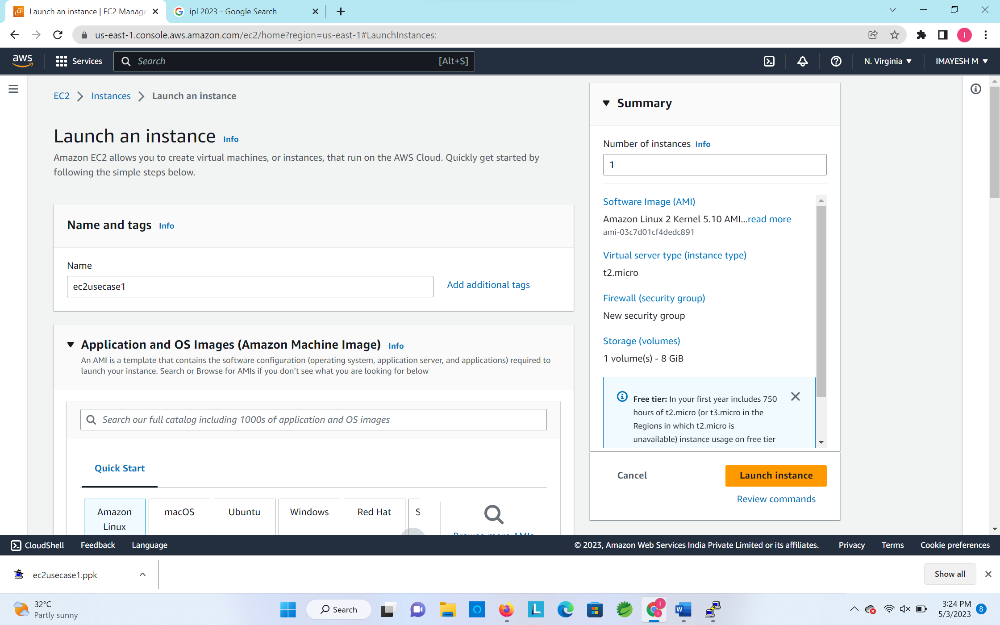 Launch an instance | EC2 Manage
ipl 2023 - Google Search
us-east-1.console.aws.amazon.com/ec2/home?region=us-east-1#LaunchInstances:
I
aws
Services
Search
[Alt+S]
N. Virginia
IMAYESH M
EC2
Instances
Launch an instance
Launch an instance Info
Amazon EC2 allows you to create virtual machines, or instances, that run on the AWS Cloud. Quickly get started by
following the simple steps below.
Name and tags Info
Name
ec2usecase1
Add additional tags
Application and OS Images (Amazon Machine Image) Info
An AMI is a template that contains the software configuration (operating system, application server, and applications) required to
launch your instance. Search or Browse for AMIs if you don’t see what you are looking for below
Search our full catalog including 1000s of application and OS images
Quick Start
Amazon
Linux
macOS
Ubuntu
Windows
Red Hat
S
Browse more AMIs
Summary
Number of instances Info
1
Software Image (AMI)
Amazon Linux 2 Kernel 5.10 AMI...read more
ami-03c7d01cf4dedc891
Virtual server type (instance type)
t2.micro
Firewall (security group)
New security group
Storage (volumes)
1 volume(s) - 8 GiB
Free tier: In your first year includes 750
hours of t2.micro (or t3.micro in the
Regions in which t2.micro is
unavailable) instance usage on free tier
Cancel
Launch instance
Review commands
CloudShell
Feedback
Language
© 2023, Amazon Web Services India Private Limited or its affiliates.
Privacy
Terms
Cookie preferences
ec2usecase1.ppk
Show all
32°C
Partly sunny
Search
L
W
3:24 PM
5/3/2023
8